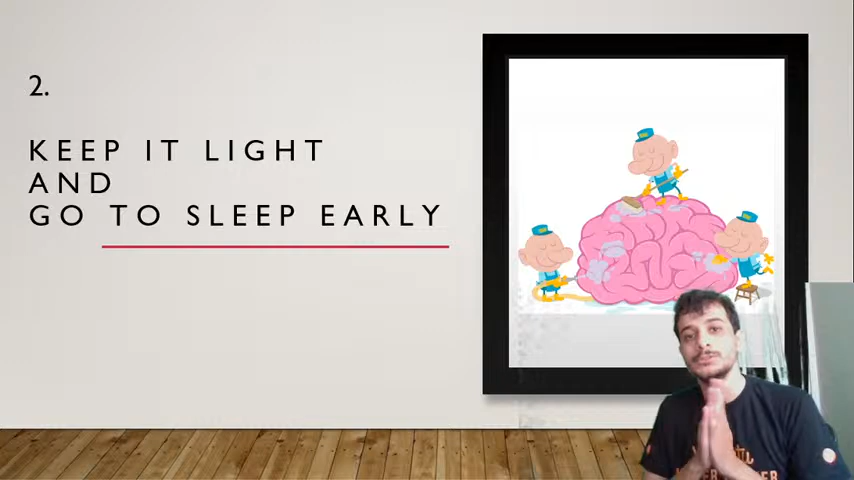 2.
KEEP IT LIGHT
AND
GO TO SLEEP EARLY